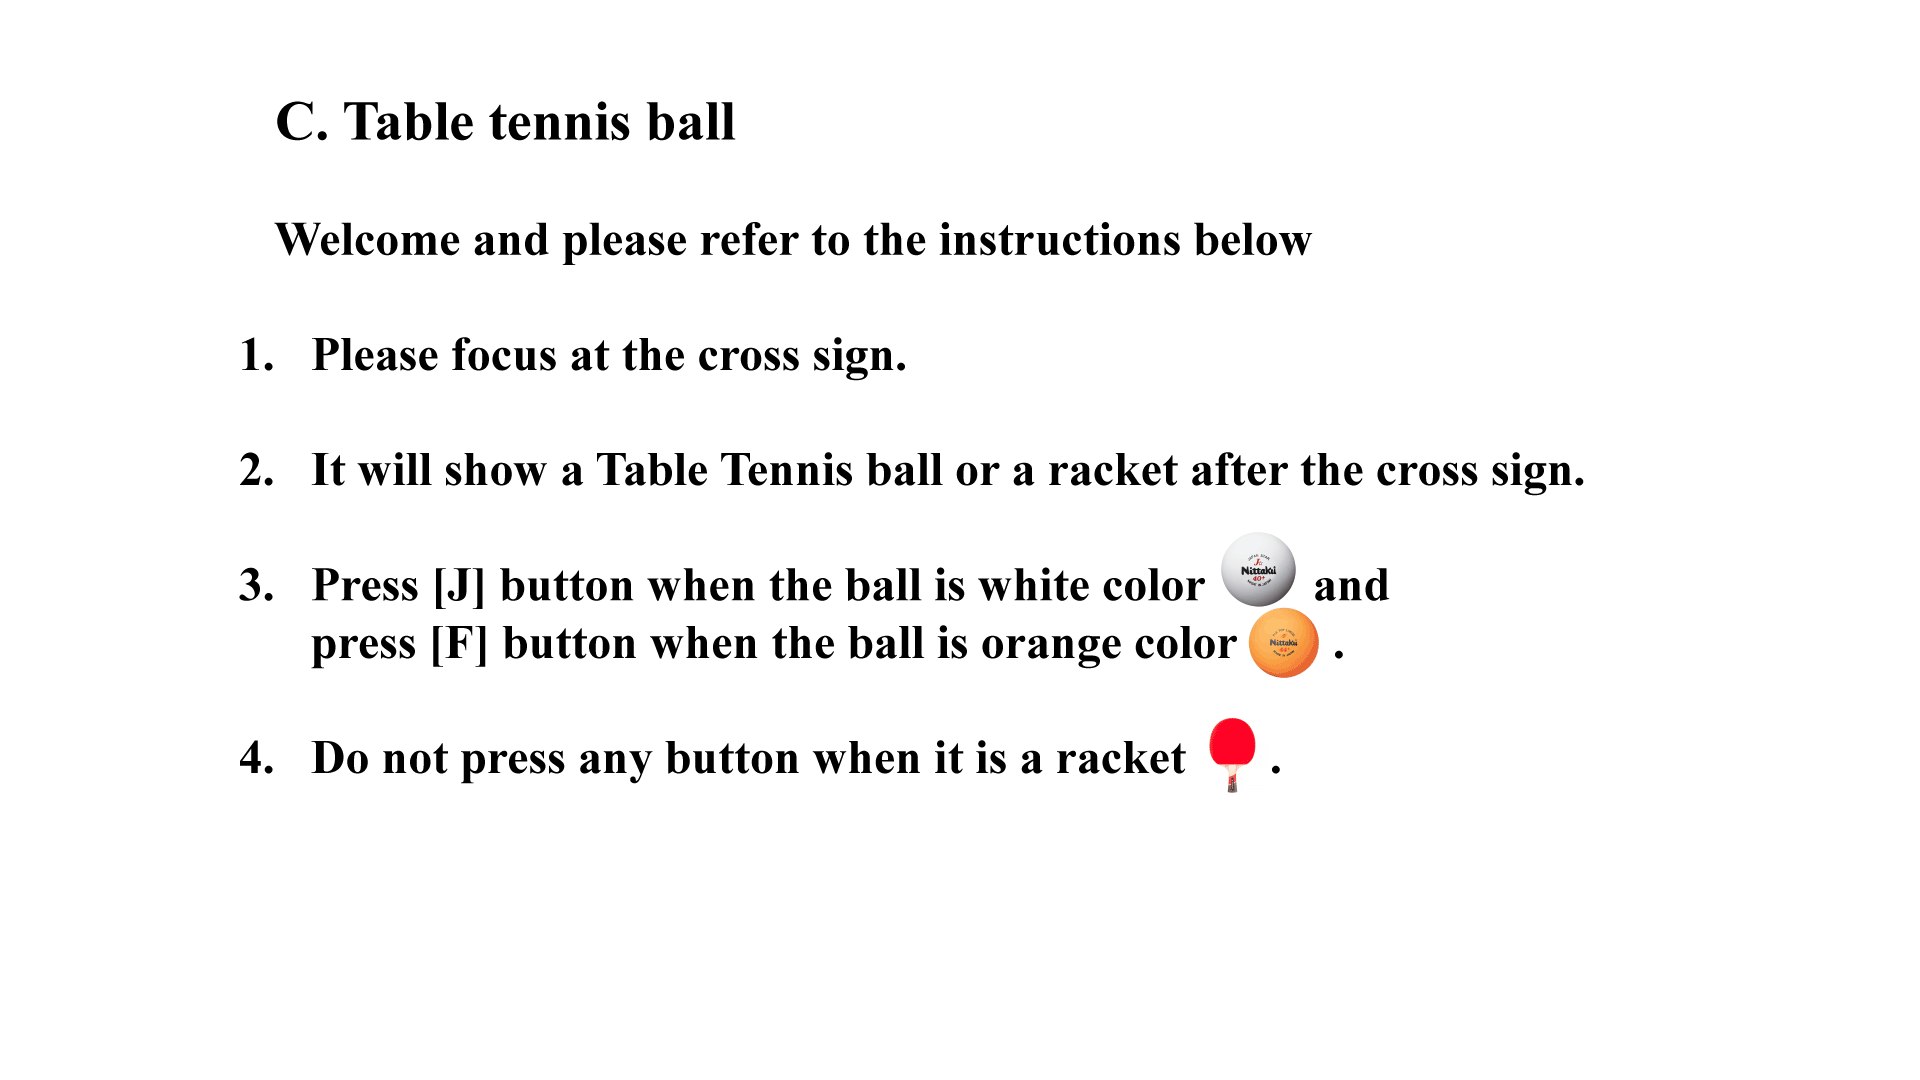 C. Table tennis ball
Welcome and please refer to the instructions below
1. Please focus at the cross sign.
2. It will show a Table Tennis ball or a racket after the cross sign.
3. Press [J] button when the ball is white color Nittaku 40+ and
press [F] button when the ball is orange color Nittaku .
4. Do not press any button when it is a racket .